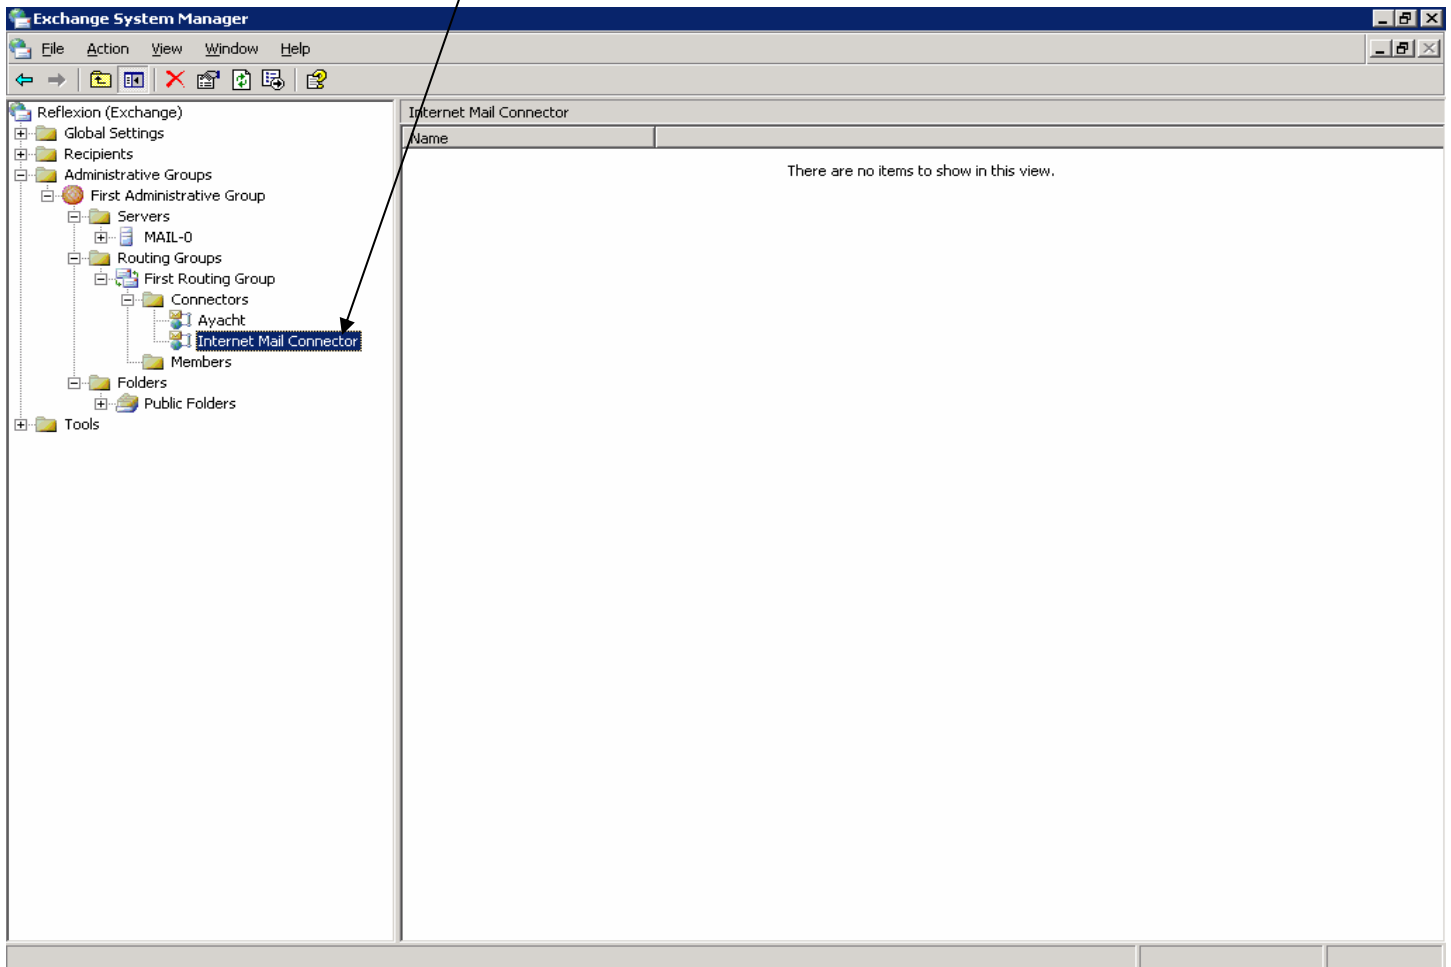 Exchange System Manager
File Action View Window Help
Reflexion (Exchange)
Global Settings
Recipients
Administrative Groups
First Administrative Group
Servers
MAIL-0
Routing Groups
First Routing Group
Connectors
Ayacht
Internet Mail Connector
Members
Folders
Public Folders
Tools
Internet Mail Connector
Name
There are no items to show in this view.